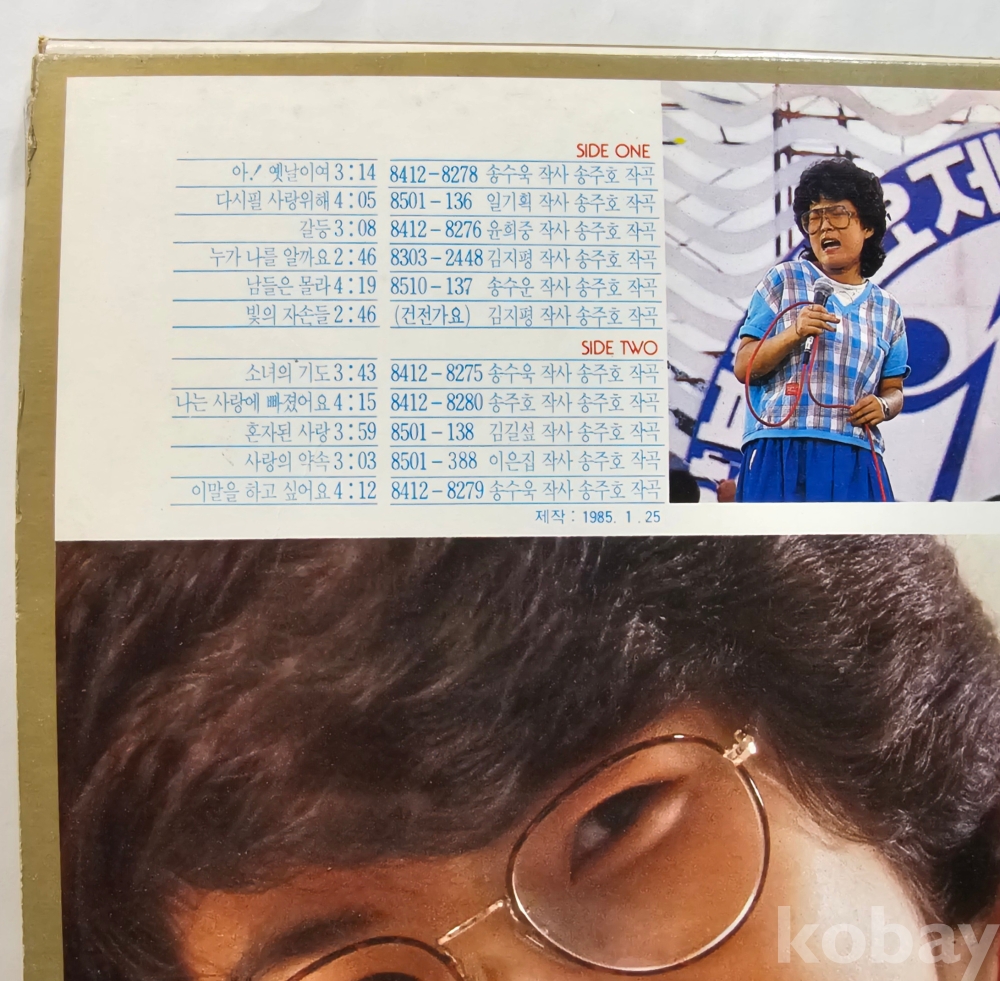 SIDE ONE
아! 옛날이여 3:14 8412-8278 송수욱 작사 송주호 작곡
다시필 사랑위해 4:05 8501-136 일기획 작사 송주호 작곡
갈등 3:08 8412-8276 윤희중 작사 송주호 작곡
누가 나를 알까요 2:46 8303-2448 김지평 작사 송주호 작곡
남들은 몰라 4:19 8510-137 송수운 작사 송주호 작곡
빛의 자손들 2:46 (건전가요) 김지평 작사 송주호 작곡
SIDE TWO
소녀의 기도 3:43 8412-8275 송수욱 작사 송주호 작곡
나는 사랑에 빠졌어요 4:15 8412-8280 송주호 작사 송주호 작곡
혼자된 사랑 3:59 8501-138 김길섭 작사 송주호 작곡
사랑의 약속 3:03 8501-388 이은집 작사 송주호 작곡
이말을 하고 싶어요 4:12 8412-8279 송수욱 작사 송주호 작곡
제작: 1985. 1. 25
요제
kobay